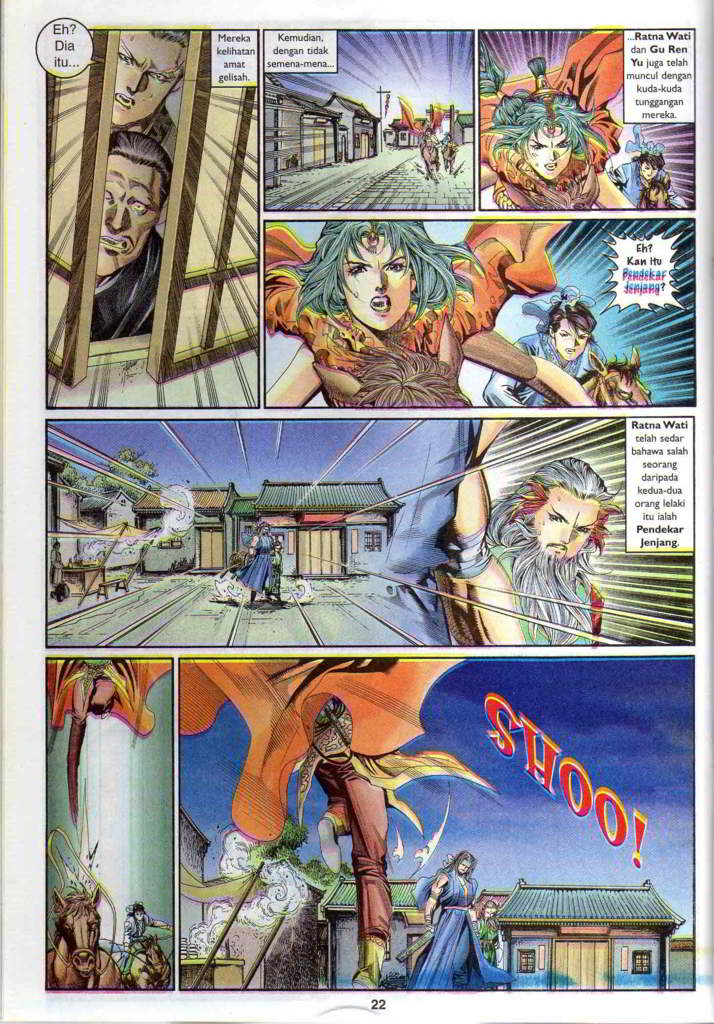 Eh?
Dia
itu...
Mereka
kelihatan
amat
gelisah.
Kemudian,
dengan tidak
semena-mena...
...Ratna Wati
dan Gu Ren
Yu juga telah
muncul dengan
kuda-kuda
tunggangan
mereka.
Eh?
Kan itu
Pendekar
Jenjang?
Ratna Wati
telah sedar
bahawa salah
seorang
daripada
kedua-dua
orang lelaki
itu ialah
Pendekar
Jenjang.
SHOO!
22